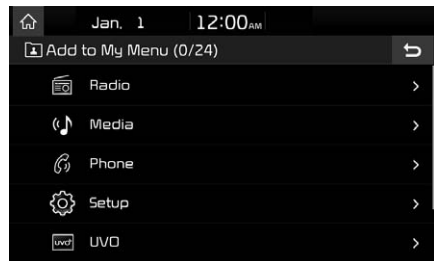 Jan. 1 12:00AM
Add to My Menu (0/24)
Radio
Media
Phone
Setup
UVO